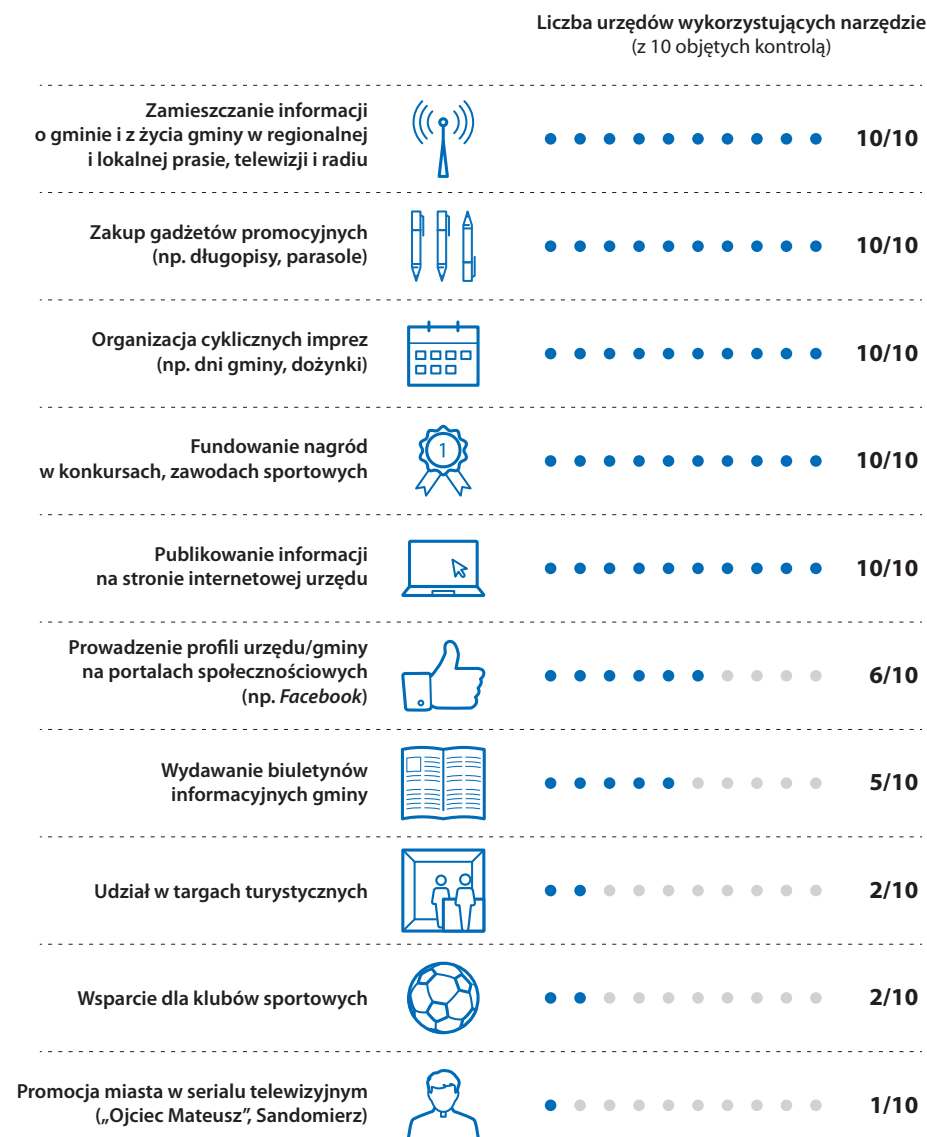 Liczba urzędów wykorzystujących narzędzie
(z 10 objętych kontrolą)
Zamieszczanie informacji
o gminie i z życia gminy w regionalnej
i lokalnej prasie, telewizji i radiu
10/10
Zakup gadżetów promocyjnych
(np. długopisy, parasole)
10/10
Organizacja cyklicznych imprez
(np. dni gminy, dożynki)
10/10
Fundowanie nagród
w konkursach, zawodach sportowych
1
10/10
Publikowanie informacji
na stronie internetowej urzędu
10/10
Prowadzenie profili urzędu/gminy
na portalach społecznościowych
(np. Facebook)
6/10
Wydawanie biuletynów
informacyjnych gminy
5/10
Udział w targach turystycznych
2/10
Wsparcie dla klubów sportowych
2/10
Promocja miasta w serialu telewizyjnym
(„Ojciec Mateusz”, Sandomierz)
1/10